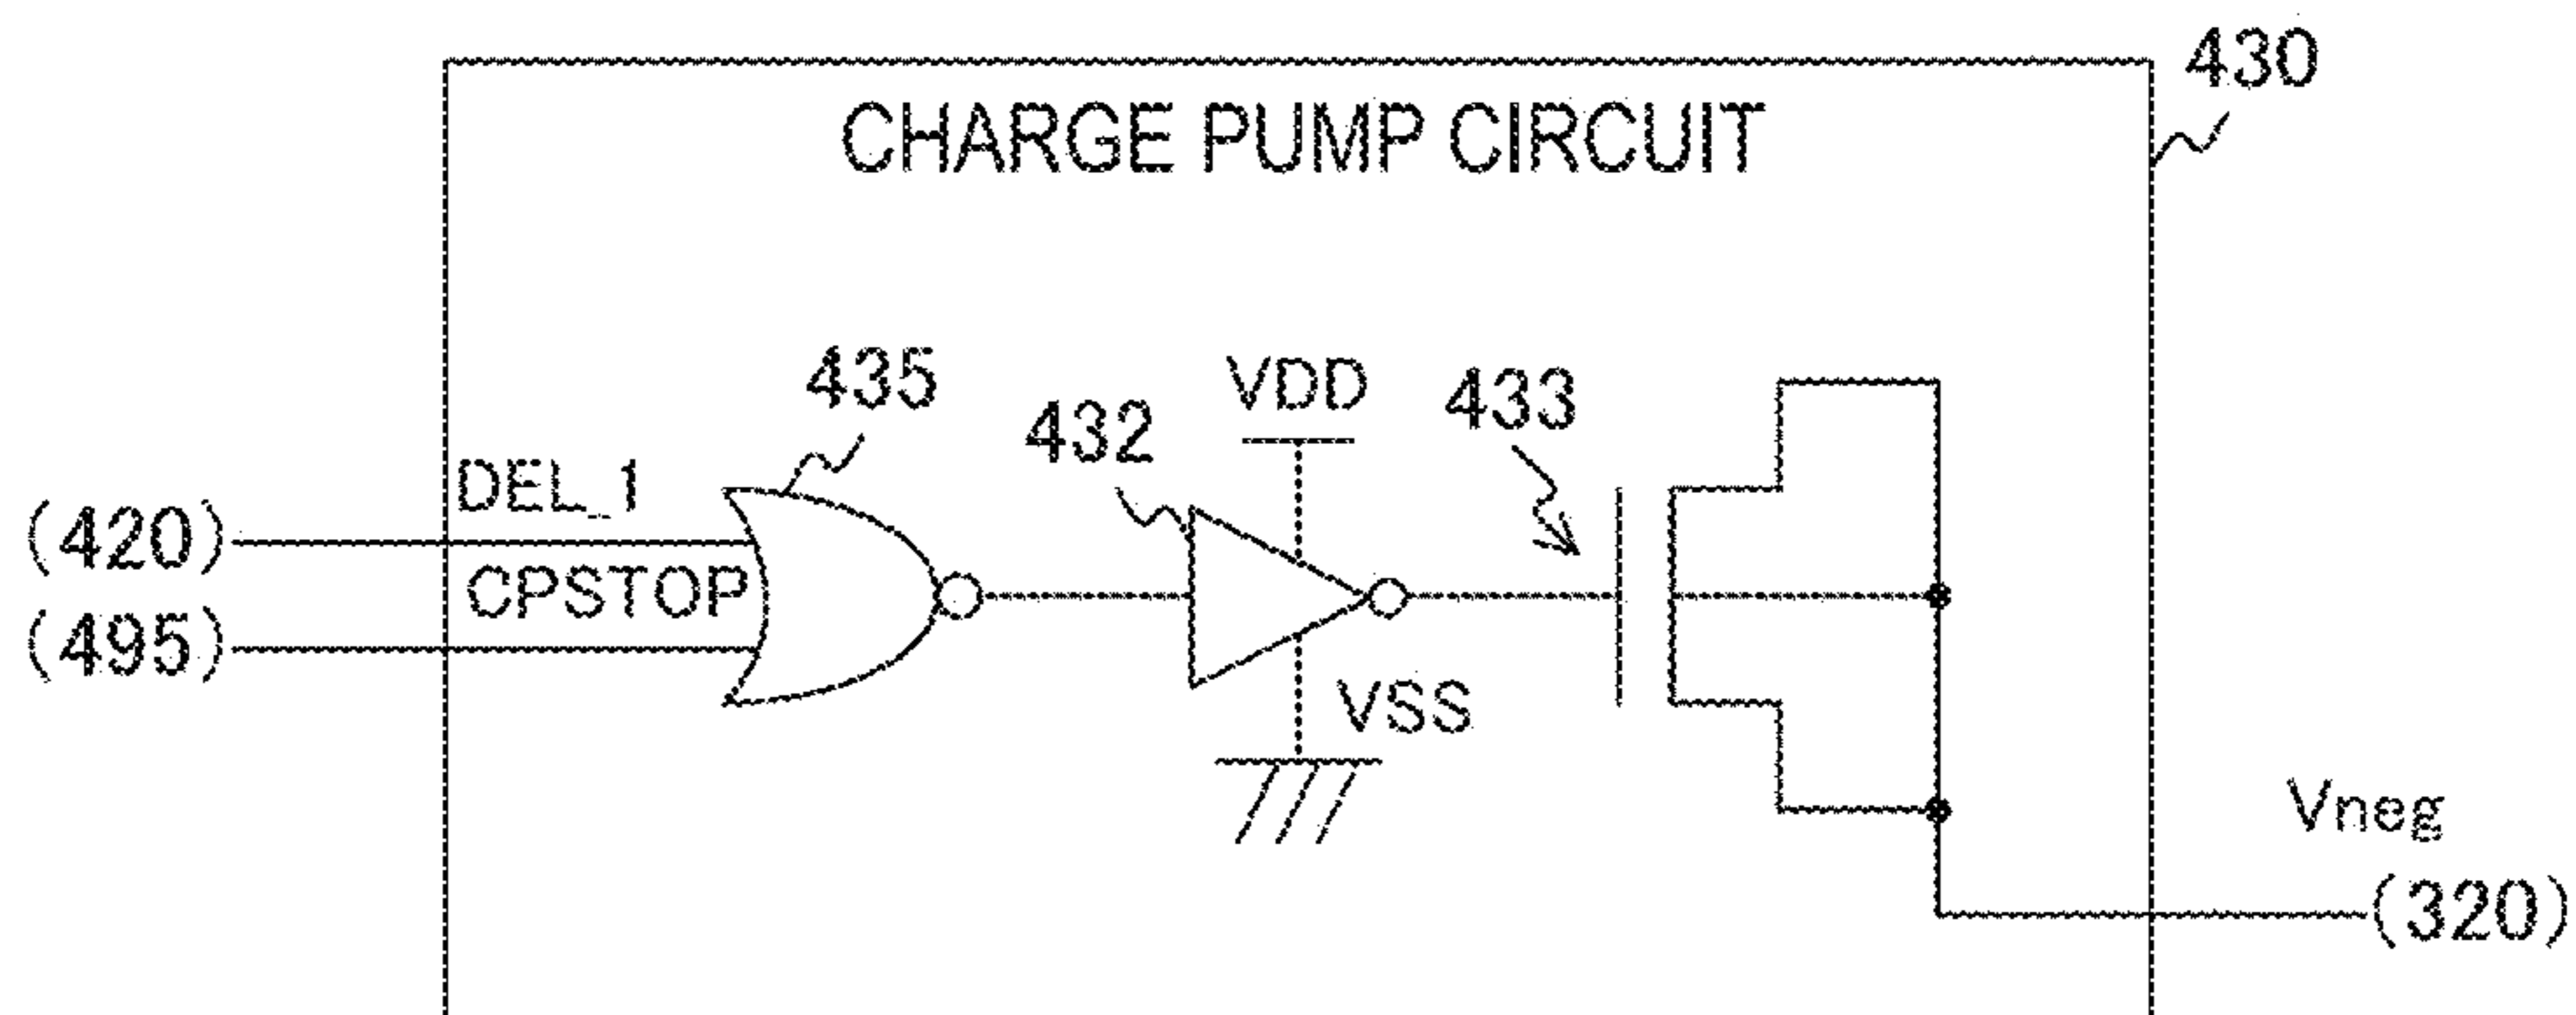 430
CHARGE PUMP CIRCUIT
435
VDD
433
432
DEL_1
(420)
CPSTOP
(495)
VSS
Vneg
(320)